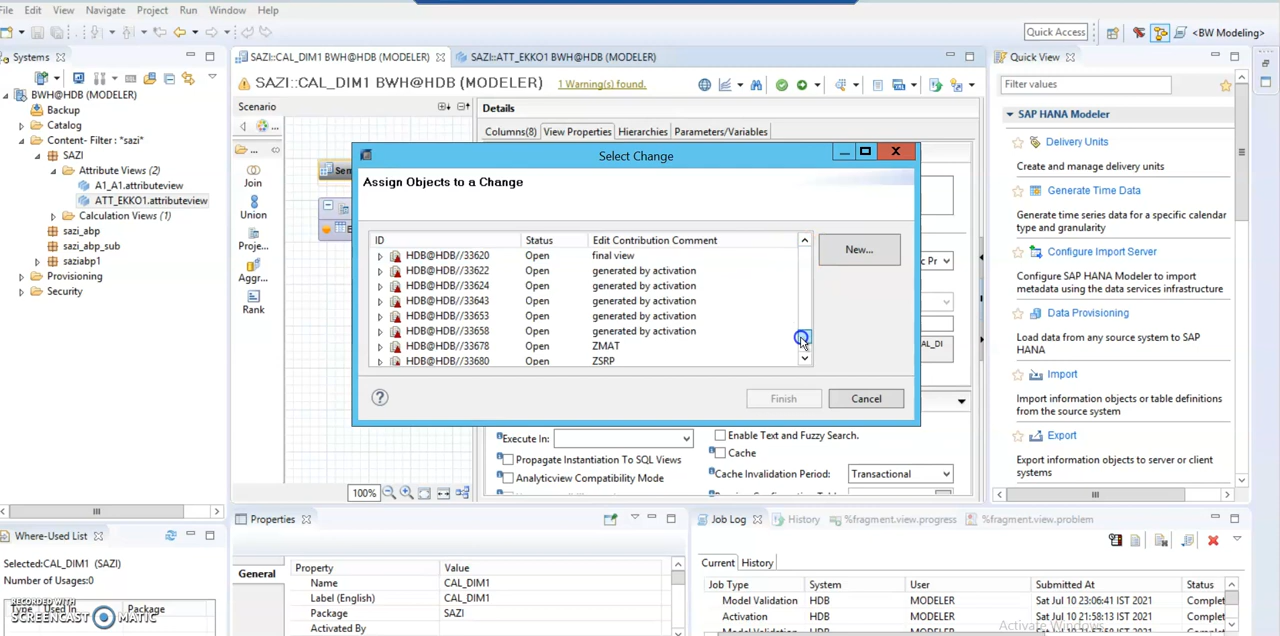 File Edit View Navigate Project Run Window Help
Quick Access
<BW Modeling>
Systems
SAZI::CAL_DIM1 BWH@HDB (MODELER)
SAZI::ATT_EKKO1 BWH@HDB (MODELER)
Quick View
BWH@HDB (MODELER)
Backup
Catalog
Content- Filter : *sazi*
SAZI
Attribute Views (2)
A1_A1.attributeview
ATT_EKKO1.attributeview
Calculation Views (1)
sazi_abp
sazi_abp_sub
saziabp1
Provisioning
Security
SAZI::CAL_DIM1 BWH@HDB (MODELER)
1 Warning(s) found.
Scenario
Details
Columns(8) View Properties Hierarchies Parameters/Variables
Join
Union
Proje...
Aggr...
Rank
Select Change
Assign Objects to a Change
ID Status Edit Contribution Comment
HDB@HDB//33620 Open final view
HDB@HDB//33622 Open generated by activation
HDB@HDB//33624 Open generated by activation
HDB@HDB//33643 Open generated by activation
HDB@HDB//33653 Open generated by activation
HDB@HDB//33658 Open generated by activation
HDB@HDB//33678 Open ZMAT
HDB@HDB//33680 Open ZSRP
New...
Finish
Cancel
Execute In:
Propagate Instantiation To SQL Views
Analyticview Compatibility Mode
Enable Text and Fuzzy Search.
Cache
Cache Invalidation Period: Transactional
100%
Filter values
SAP HANA Modeler
Delivery Units
Create and manage delivery units
Generate Time Data
Generate time series data for a specific calendar
type and granularity
Configure Import Server
Configure SAP HANA Modeler to import
metadata using the data services infrastructure
Data Provisioning
Load data from any source system to SAP
HANA
Import
Import information objects or table definitions
from the source system
Export
Export information objects to server or client
systems
Where-Used List
Selected:CAL_DIM1 (SAZI)
Number of Usages:0
Type Used In Package
RECORDED WITH
SCREENCAST MATIC
Properties
General
Property Value
Name CAL_DIM1
Label (English) CAL_DIM1
Package SAZI
Activated By
Job Log History %fragment.view.progress %fragment.view.problem
Current History
Job Type System User Submitted At Status
Model Validation HDB MODELER Sat Jul 10 23:06:41 IST 2021 Complet
Activation HDB MODELER Sat Jul 10 21:58:13 IST 2021 Complet
Activate Windows